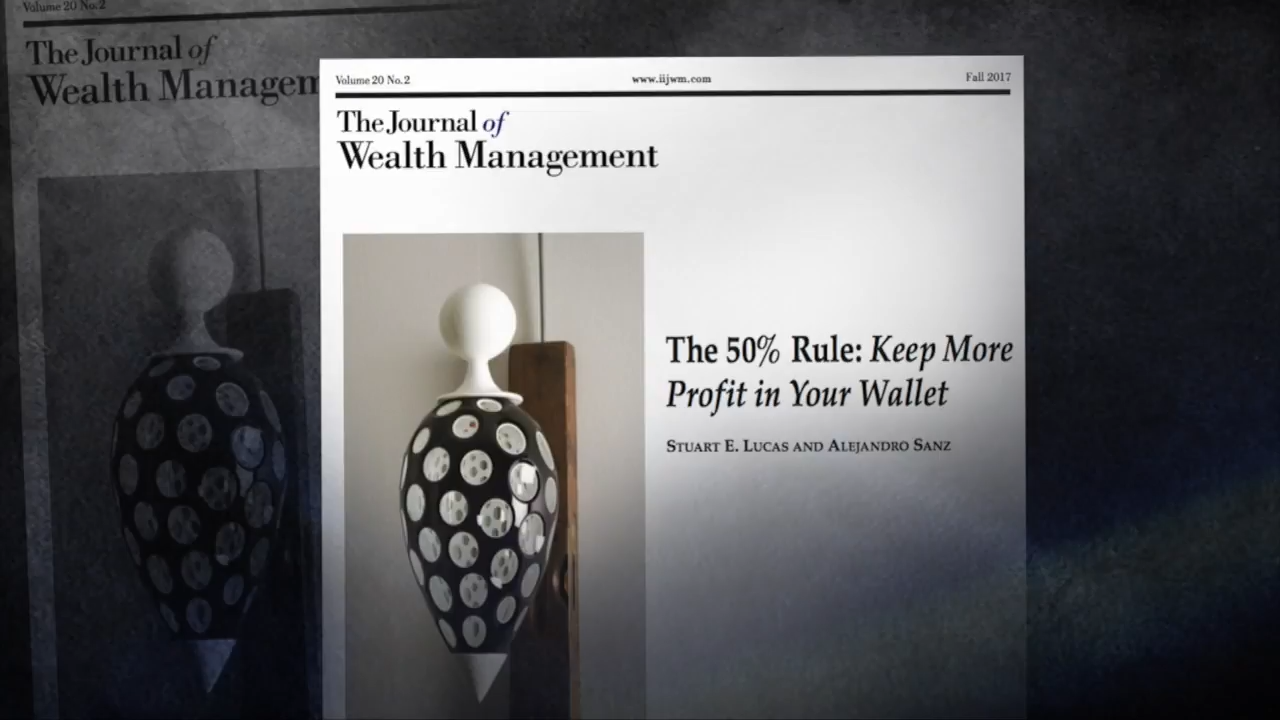 Volume 20 No.2
The Journal of
Wealth Managem
Volume 20 No.2
www.iijwm.com
Fall 2017
The Journal of
Wealth Management
The 50% Rule: Keep More
Profit in Your Wallet
Stuart E. Lucas and Alejandro Sanz